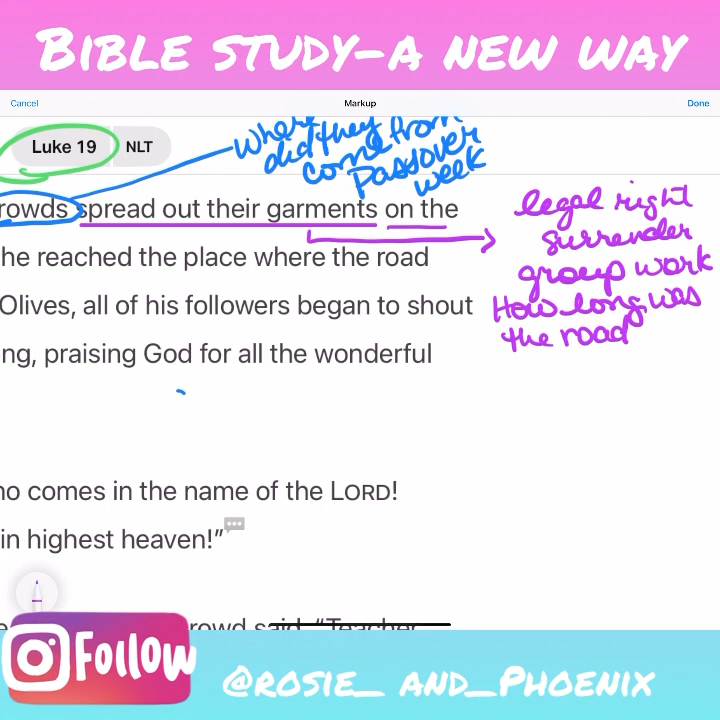 BIBLE STUDY-A NEW WAY
Cancel
Markup
Done
Luke 19
NLT
where
did they
come from
Passover
week
rowds spread out their garments on the
he reached the place where the road
Olives, all of his followers began to shout
ng, praising God for all the wonderful
legal right
surrender
group work
How long was
the road
ho comes in the name of the LORD!
in highest heaven!”
rowd said, “Teacher
Follow
@ROSIE_AND_PHOENIX